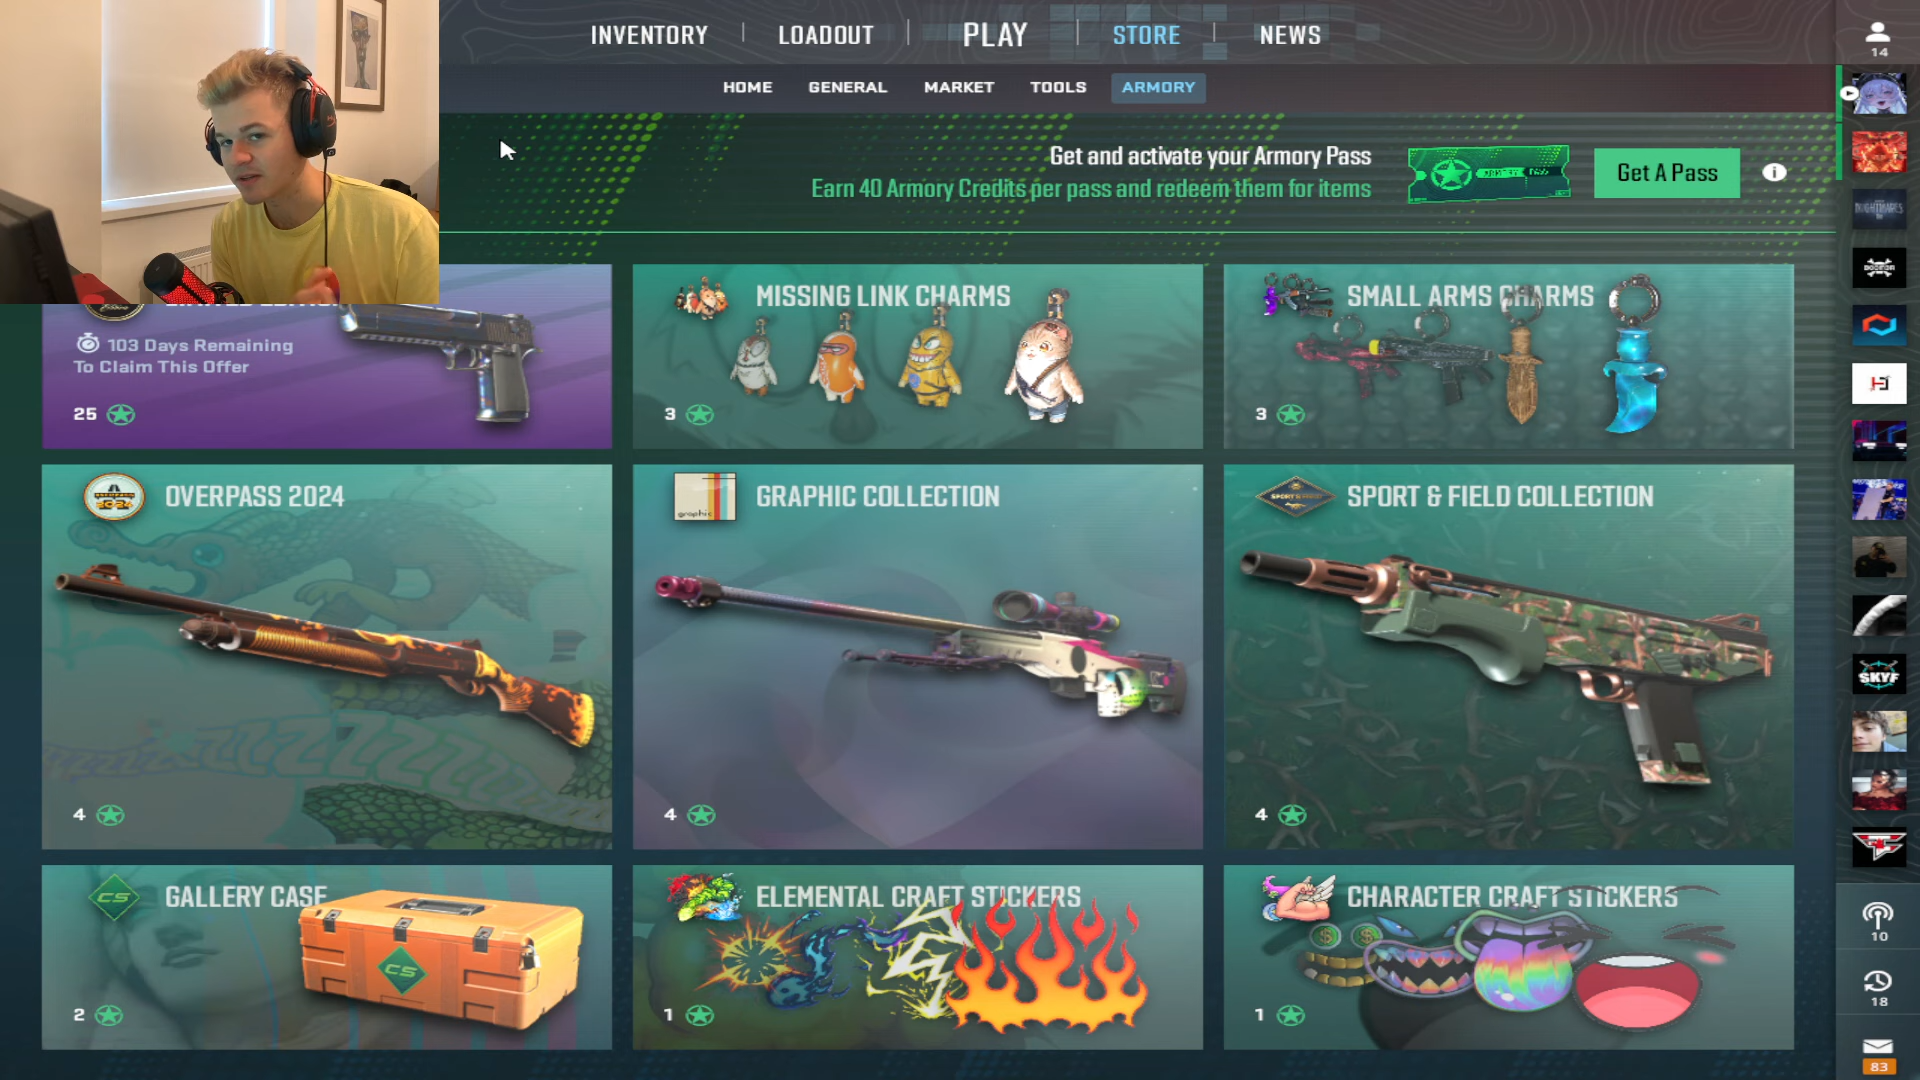 INVENTORY
LOADOUT
PLAY
STORE
NEWS
14
HOME
GENERAL
MARKET
TOOLS
ARMORY
Get and activate your Armory Pass
Earn 40 Armory Credits per pass and redeem them for items
Get A Pass
103 Days Remaining
To Claim This Offer
25
MISSING LINK CHARMS
3
SMALL ARMS CHARMS
3
OVERPASS 2024
4
graphic
GRAPHIC COLLECTION
4
SPORT & FIELD COLLECTION
4
CS
GALLERY CASE
CS
2
ELEMENTAL CRAFT STICKERS
1
CHARACTER CRAFT STICKERS
1
SKYF
10
18
83